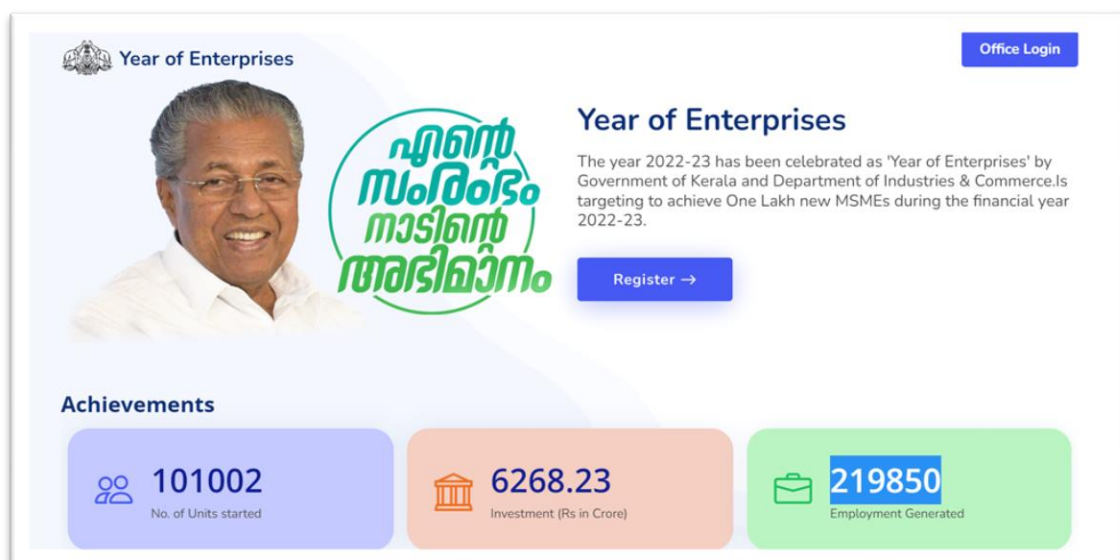 Year of Enterprises
Office Login
എന്റെ
സംരംഭം
നാടിന്റെ
അഭിമാനം
Year of Enterprises
The year 2022-23 has been celebrated as 'Year of Enterprises' by
Government of Kerala and Department of Industries & Commerce.Is
targeting to achieve One Lakh new MSMEs during the financial year
2022-23.
Register →
Achievements
101002
No. of Units started
6268.23
Investment (Rs in Crore)
219850
Employment Generated